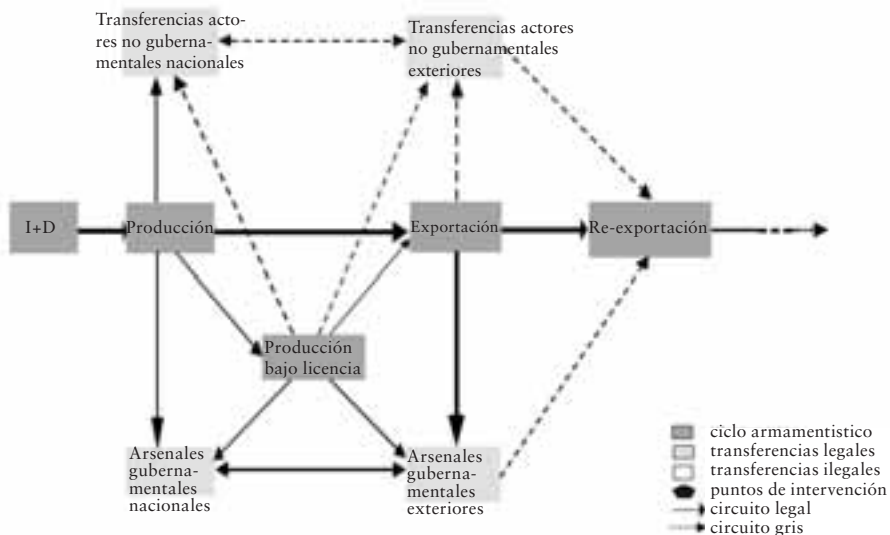 Transferencias acto-
res no guberna-
mentales nacionales
Transferencias actores
no gubernamentales
exteriores
I+D
Producción
Exportación
Re-exportación
Producción
bajo licencia
Arsenales
guberna-
mentales
nacionales
Arsenales
guberna-
mentales
exteriores
ciclo armamentistico
transferencias legales
transferencias ilegales
puntos de intervención
circuito legal
circuito gris